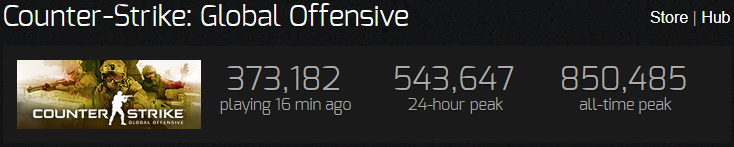 Counter-Strike: Global Offensive
Store | Hub
COUNTER STRIKE
GLOBAL OFFENSIVE
373,182
playing 16 min ago
543,647
24-hour peak
850,485
all-time peak